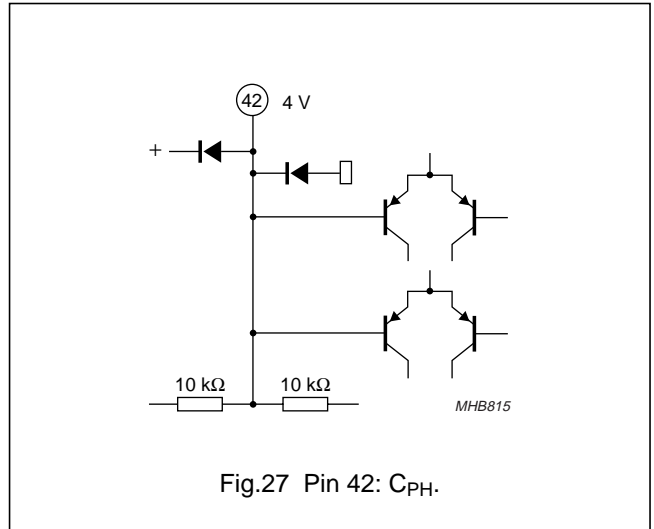 42 4 V
+
10 kΩ 10 kΩ
MHB815
Fig.27 Pin 42: CPH.